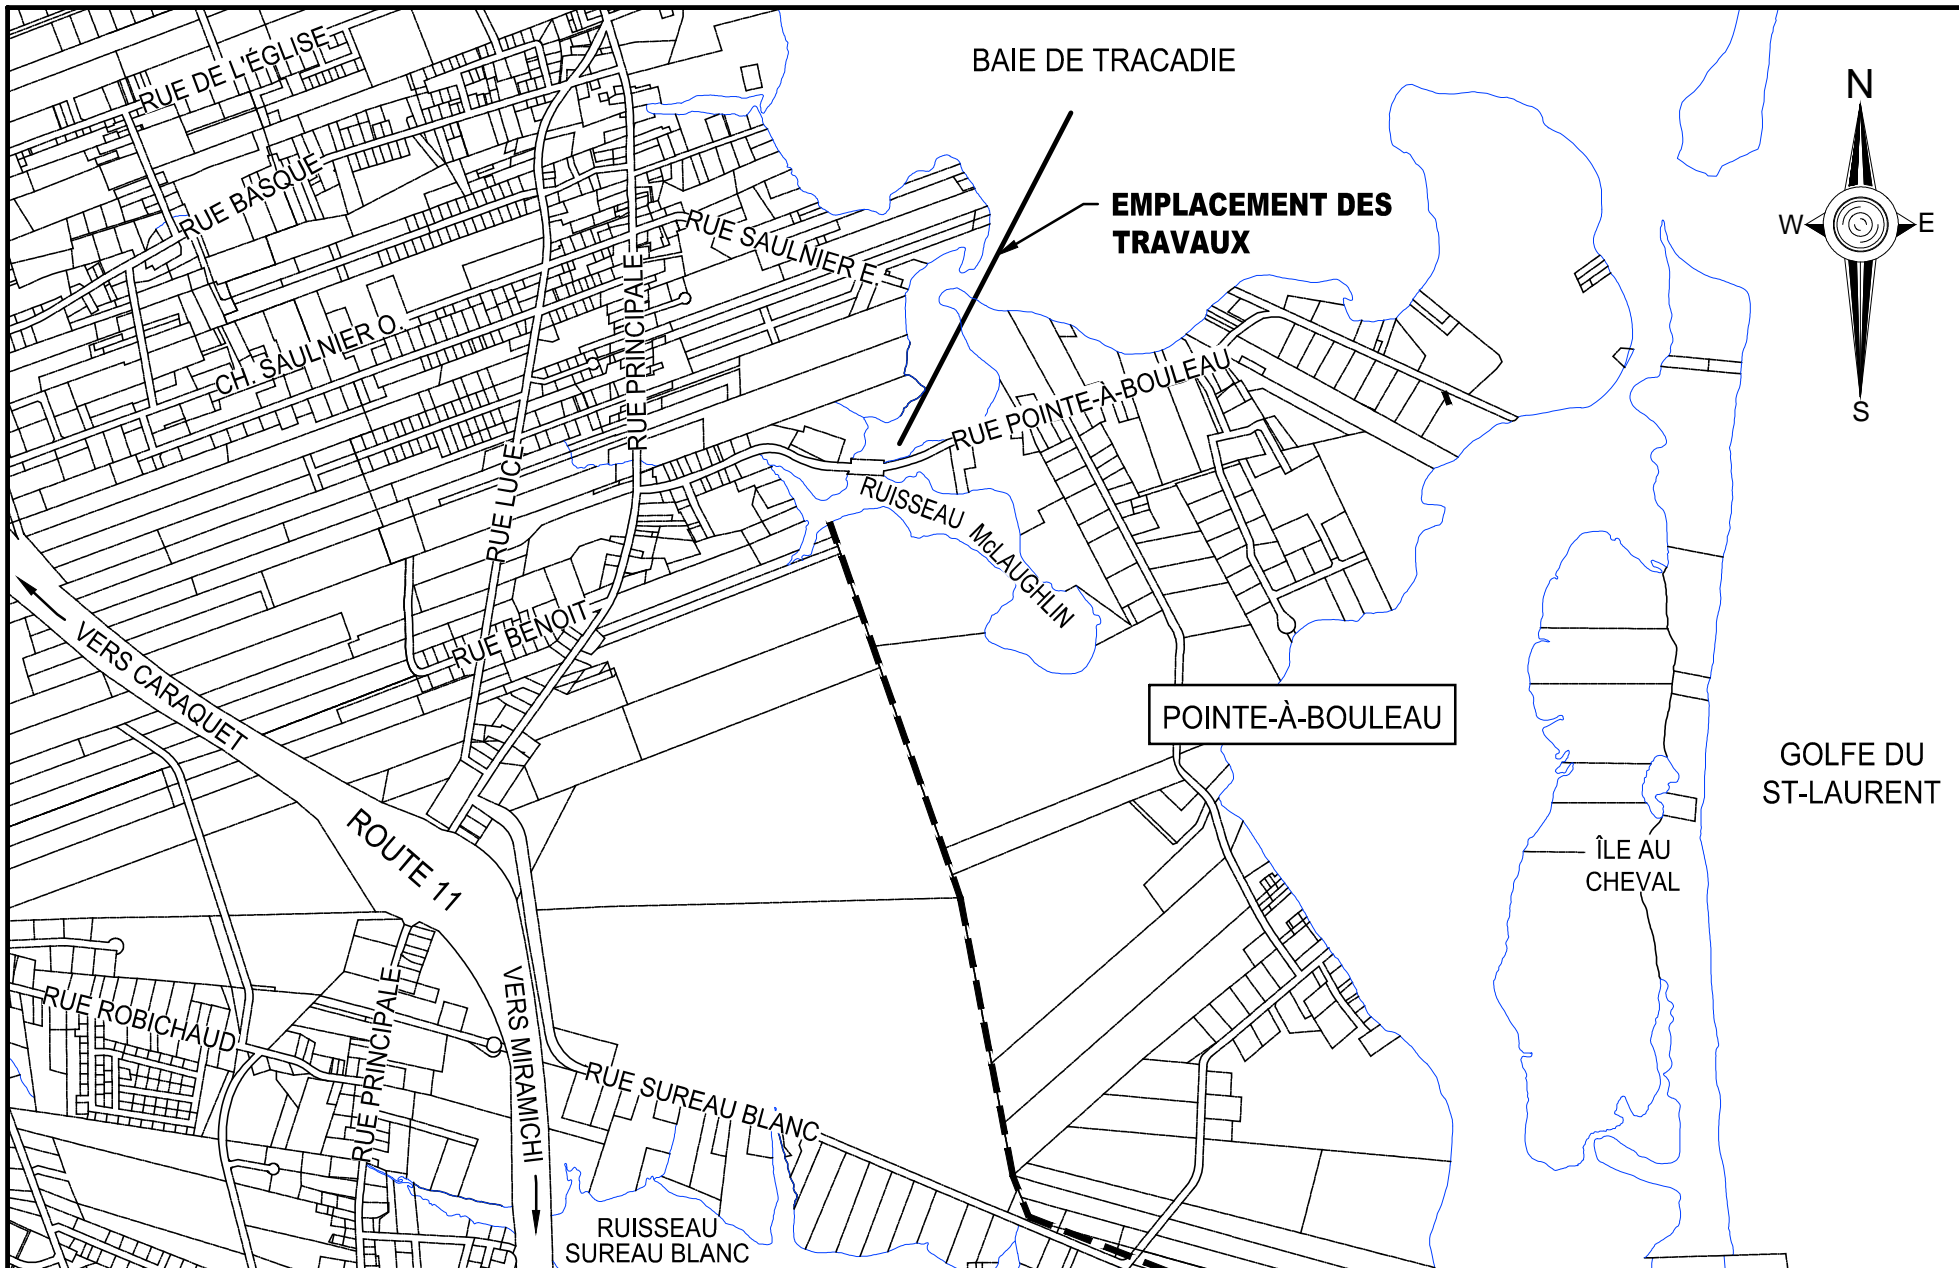 BAIE DE TRACADIE
RUE DE L'ÉGLISE
N
RUE BASQUE
EMPLACEMENT DES
TRAVAUX
W
E
S
RUE SAULNIER E.
RUE PRINCIPALE
CH. SAULNIER O.
RUE POINTE-À-BOULEAU
RUE LUCE
RUISSEAU McLAUGHLIN
RUE BENOIT
VERS CARAQUET
POINTE-À-BOULEAU
GOLFE DU
ST-LAURENT
ROUTE 11
ÎLE AU
CHEVAL
RUE ROBICHAUD
RUE PRINCIPALE
VERS MIRAMICHI
RUE SUREAU BLANC
RUISSEAU
SUREAU BLANC